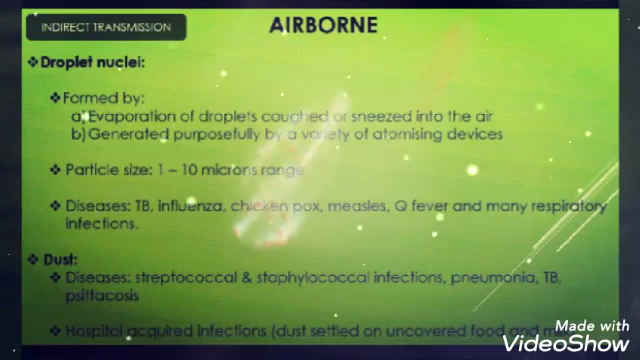 INDIRECT TRANSMISSION
AIRBORNE
❖Droplet nuclei:
❖Formed by:
a)Evaporation of droplets coughed or sneezed into the air
b)Generated purposefully by a variety of atomising devices
❖Particle size: 1 – 10 microns range
❖Diseases: TB, influenza, chicken pox, measles, Q fever and many respiratory
infections.
❖ Dust:
❖Diseases: streptococcal & staphylococcal infections, pneumonia, TB,
psittacosis
❖Hospital acquired infections (dust settled on uncovered food and
Made with
VideoShow